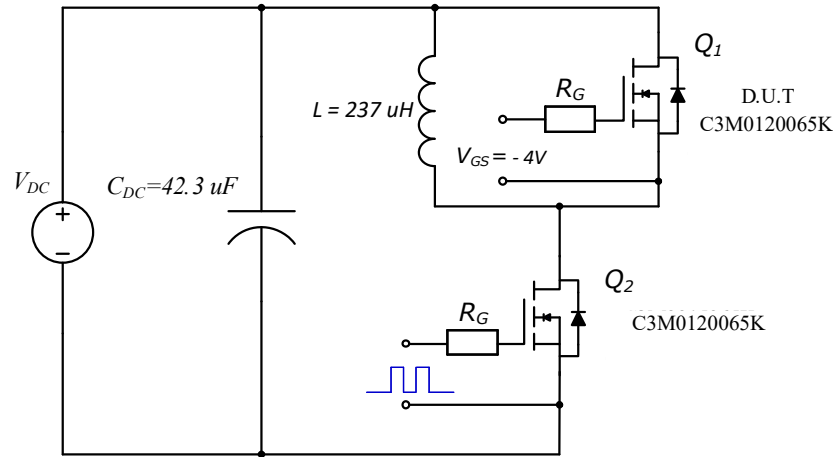 Q1
RG
D.U.T
C3M0120065K
L = 237 uH
VGS = - 4V
VDC
CDC=42.3 uF
+
−
Q2
RG
C3M0120065K